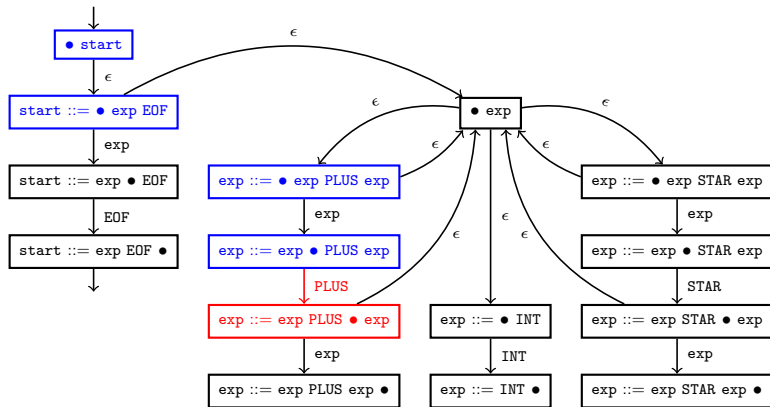 ● start
ϵ
ϵ
start ::= ● exp EOF
● exp
ϵ
ϵ
exp
ϵ
ϵ
start ::= exp ● EOF
exp ::= ● exp PLUS exp
exp ::= ● exp STAR exp
EOF
exp
ϵ
ϵ
ϵ
exp
start ::= exp EOF ●
exp ::= exp ● PLUS exp
exp ::= exp ● STAR exp
PLUS
STAR
exp ::= exp PLUS ● exp
exp ::= ● INT
exp ::= exp STAR ● exp
exp
INT
exp
exp ::= exp PLUS exp ●
exp ::= INT ●
exp ::= exp STAR exp ●